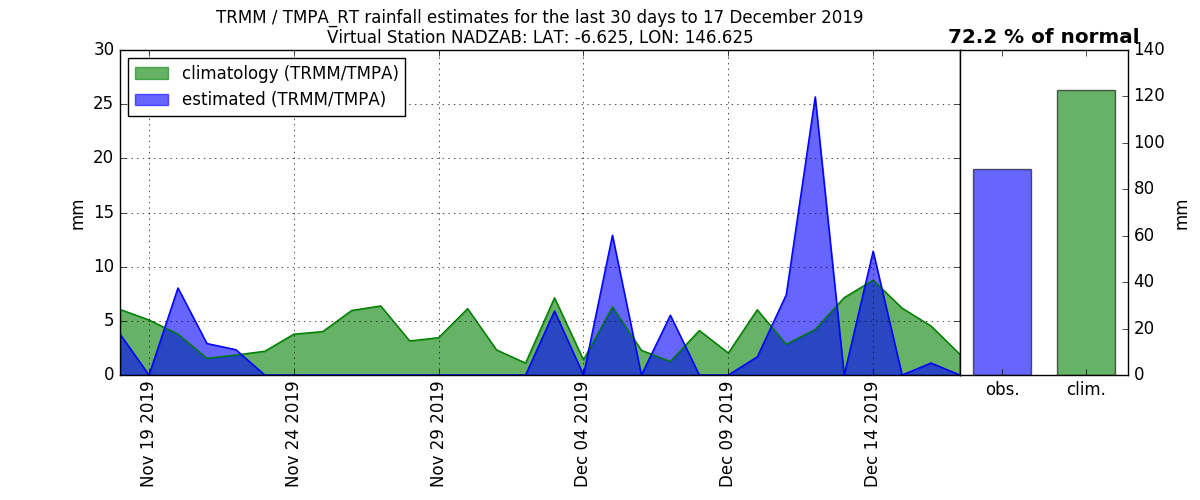 TRMM / TMPA_RT rainfall estimates for the last 30 days to 17 December 2019
Virtual Station NADZAB: LAT: -6.625, LON: 146.625
72.2 % of normal
climatology (TRMM/TMPA)
estimated (TRMM/TMPA)
30
25
20
15
10
5
0
mm
140
120
100
80
60
40
20
0
mm
Nov 19 2019
Nov 24 2019
Nov 29 2019
Dec 04 2019
Dec 09 2019
Dec 14 2019
obs.
clim.